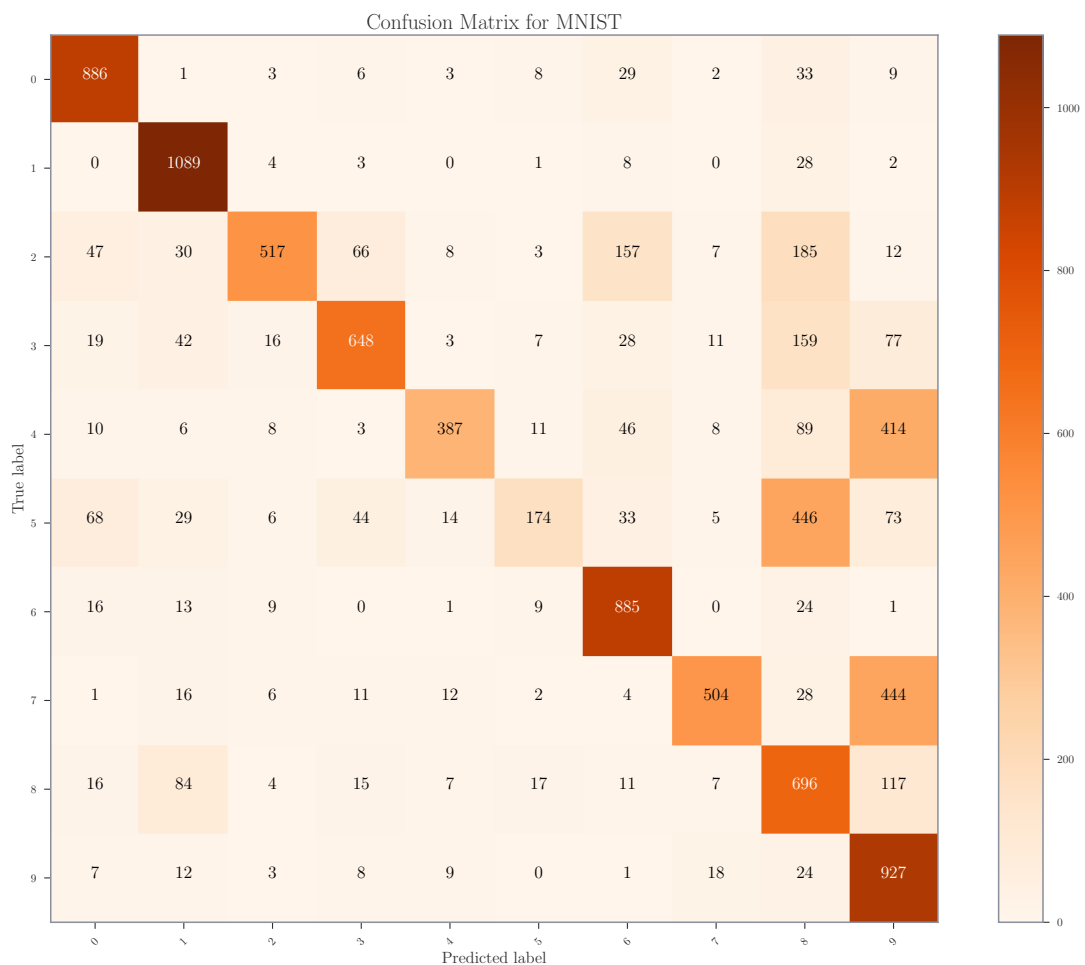 Confusion Matrix for MNIST
0 886 1 3 6 3 8 29 2 33 9
1 0 1089 4 3 0 1 8 0 28 2
2 47 30 517 66 8 3 157 7 185 12
3 19 42 16 648 3 7 28 11 159 77
4 10 6 8 3 387 11 46 8 89 414
5 68 29 6 44 14 174 33 5 446 73
6 16 13 9 0 1 9 885 0 24 1
7 1 16 6 11 12 2 4 504 28 444
8 16 84 4 15 7 17 11 7 696 117
9 7 12 3 8 9 0 1 18 24 927
0 1 2 3 4 5 6 7 8 9
True label
Predicted label
1000
800
600
400
200
0